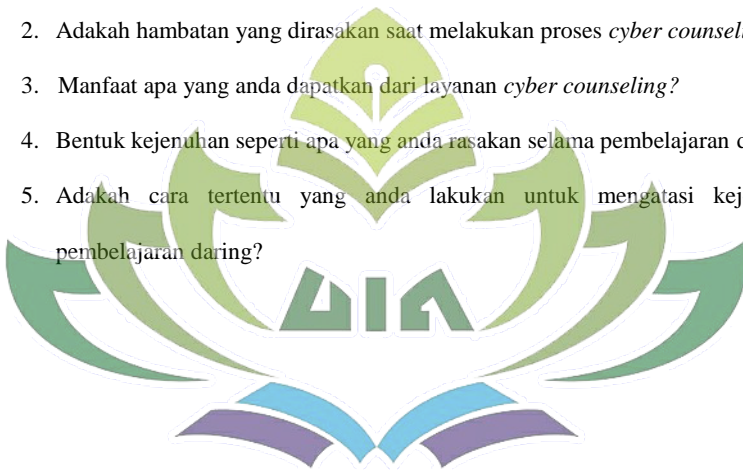 2. Adakah hambatan yang dirasakan saat melakukan proses cyber
3. Manfaat apa yang anda dapatkan dari layanan cyber counseling?
4. Bentuk kejenuhan seperti apa yang anda rasakan selama pembelajaran
5. Adakah cara tertentu yang anda lakukan untuk mengatasi
pembelajaran daring?
UIN